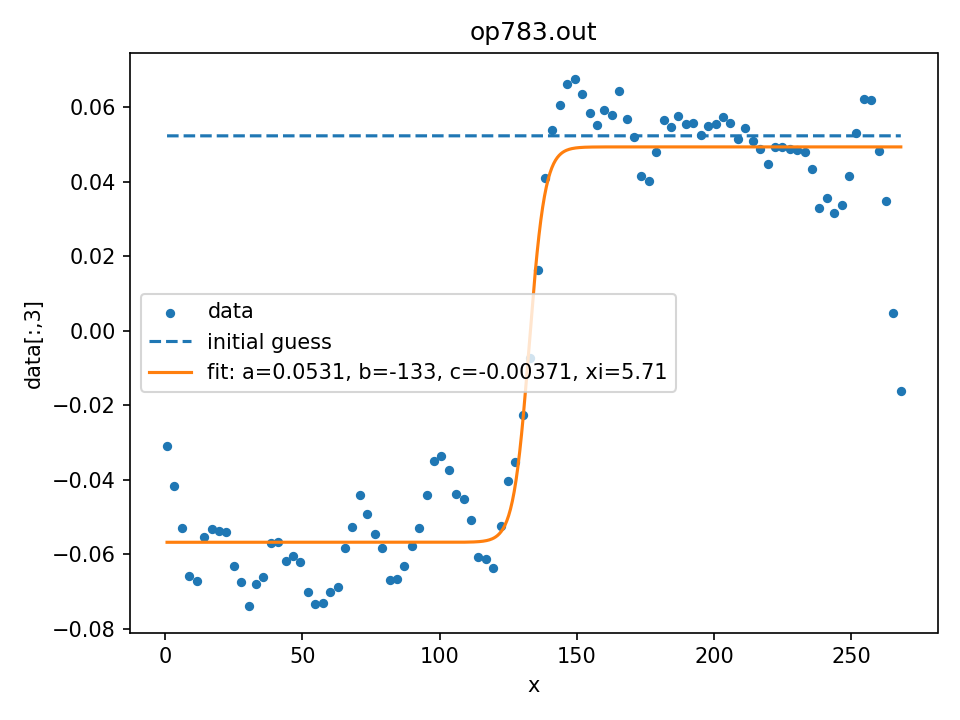 op783.out
0.06
0.04
0.02
0.00
−0.02
−0.04
−0.06
−0.08
data[:,3]
data
initial guess
fit: a=0.0531, b=-133, c=-0.00371, xi=5.71
0 50 100 150 200 250
x